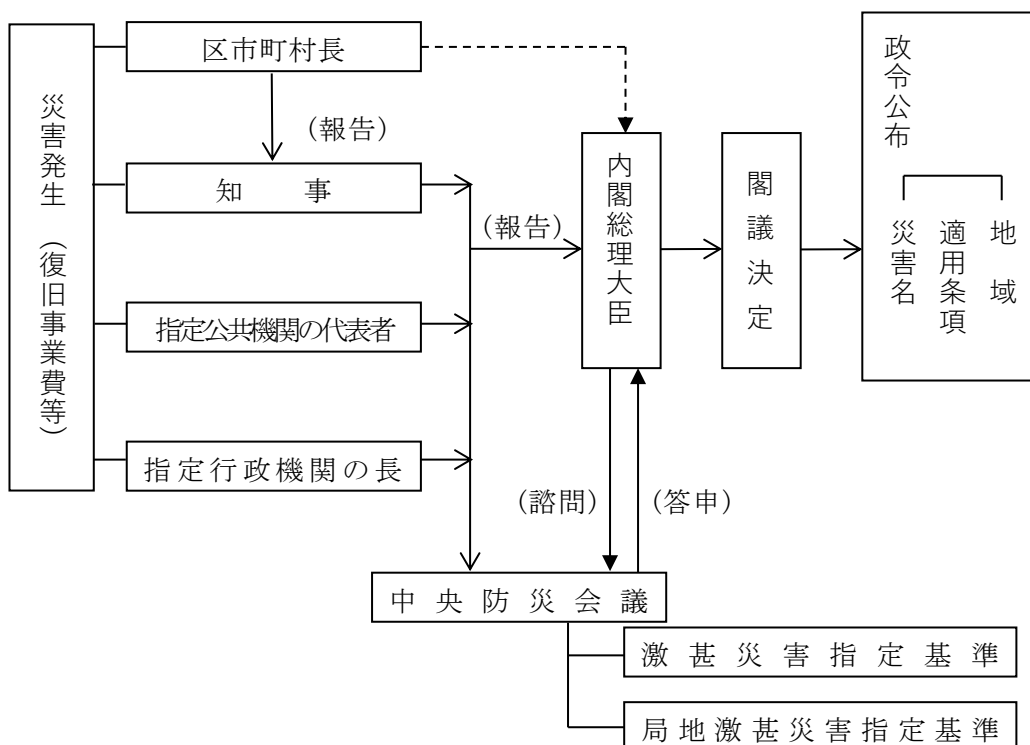 災害発生（復旧事業費等）
区市町村長
（報告）
知事
指定公共機関の代表者
指定行政機関の長
（報告）
内閣総理大臣
閣議決定
政令公布
災害名
適用条項
地域
（諮問）
（答申）
中央防災会議
激甚災害指定基準
局地激甚災害指定基準